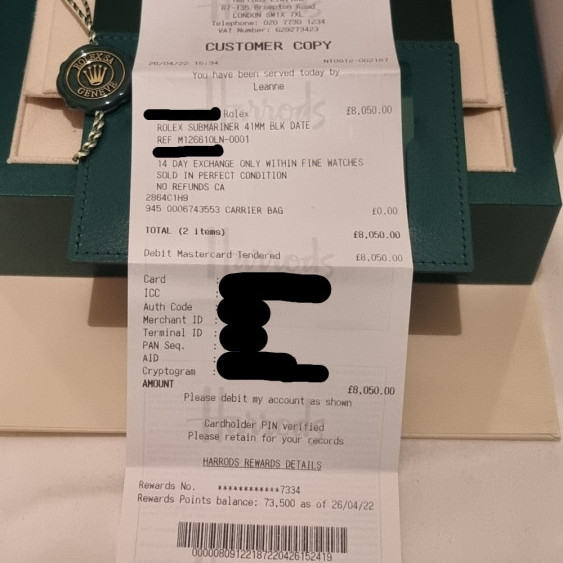 87-135 Brompton Road
LONDON SW1X 7XL
Telephone: 020 7730 1234
VAT Number: 629273423
CUSTOMER COPY
26/04/22 15:34
You have been served today by
Leanne
Rolex £8,050.00
ROLEX SUBMARINER 41MM BLK DATE
REF M126610LN-0001
14 DAY EXCHANGE ONLY WITHIN FINE WATCHES
SOLD IN PERFECT CONDITION
NO REFUNDS CA
2864C1H9
945 0006743553 CARRIER BAG £0.00
TOTAL (2 items) £8,050.00
Debit Mastercard Tendered £8,050.00
Card :
ICC :
Auth Code :
Merchant ID :
Terminal ID :
PAN Seq. :
AID :
Cryptogram :
AMOUNT £8,050.00
Please debit my account as shown
Cardholder PIN verified
Please retain for your records
HARRODS REWARDS DETAILS
Rewards No. ************7334
Rewards Points balance: 73,500 as of 26/04/22
00000809122187220426152419
ROLEX SA
GENEVE
Harrods
Harrods